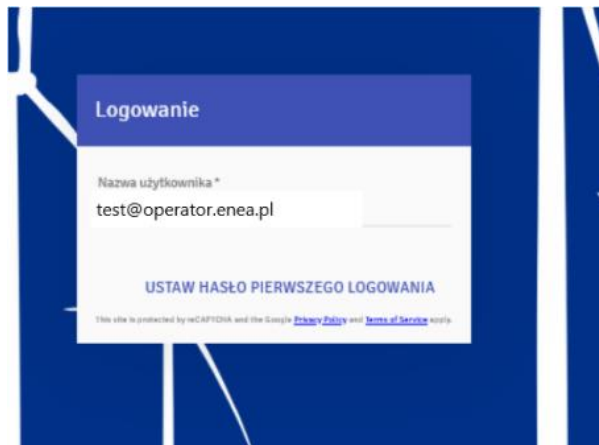 Logowanie
Nazwa użytkownika *
test@operator.enea.pl
USTAW HASŁO PIERWSZEGO LOGOWANIA
This site is protected by reCAPTCHA and the Google Privacy Policy and Terms of Service apply.